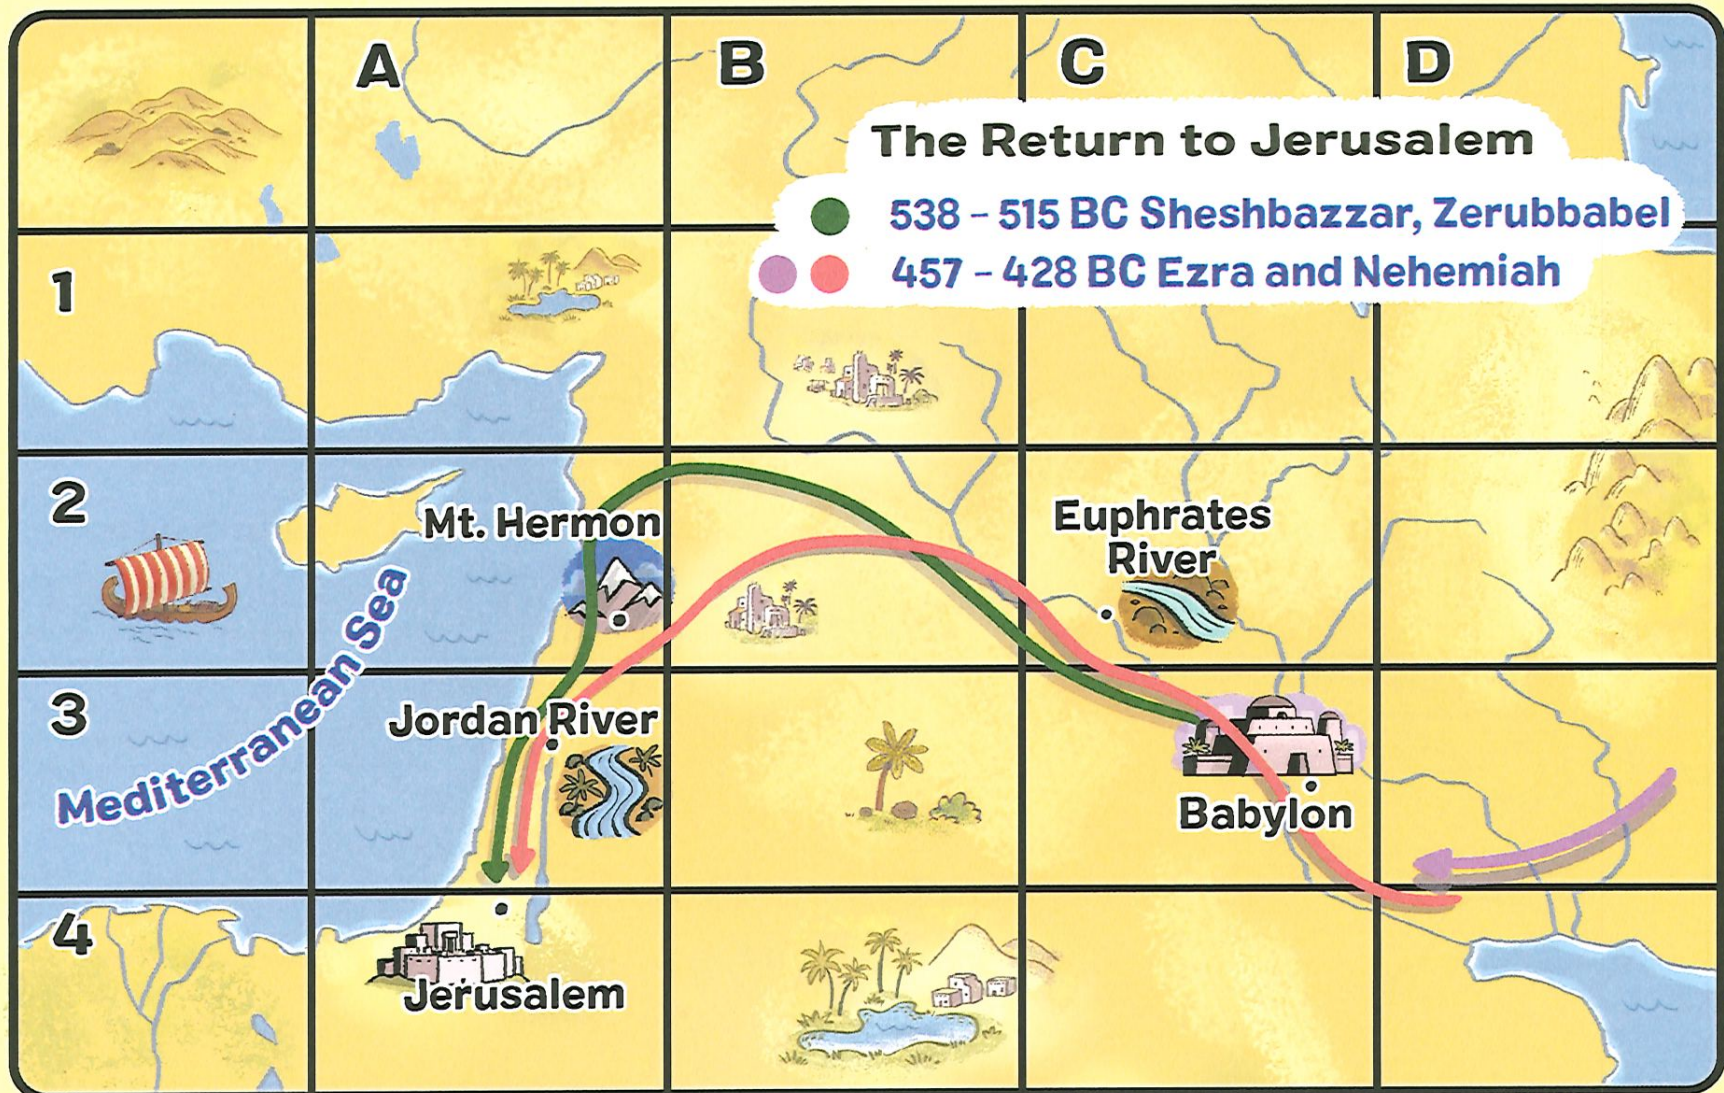 A
B
C
D
The Return to Jerusalem
538 – 515 BC Sheshbazzar, Zerubbabel
457 – 428 BC Ezra and Nehemiah
1
2
Mt. Hermon
Euphrates
River
Mediterranean Sea
3
Jordan River
Babylon
4
Jerusalem